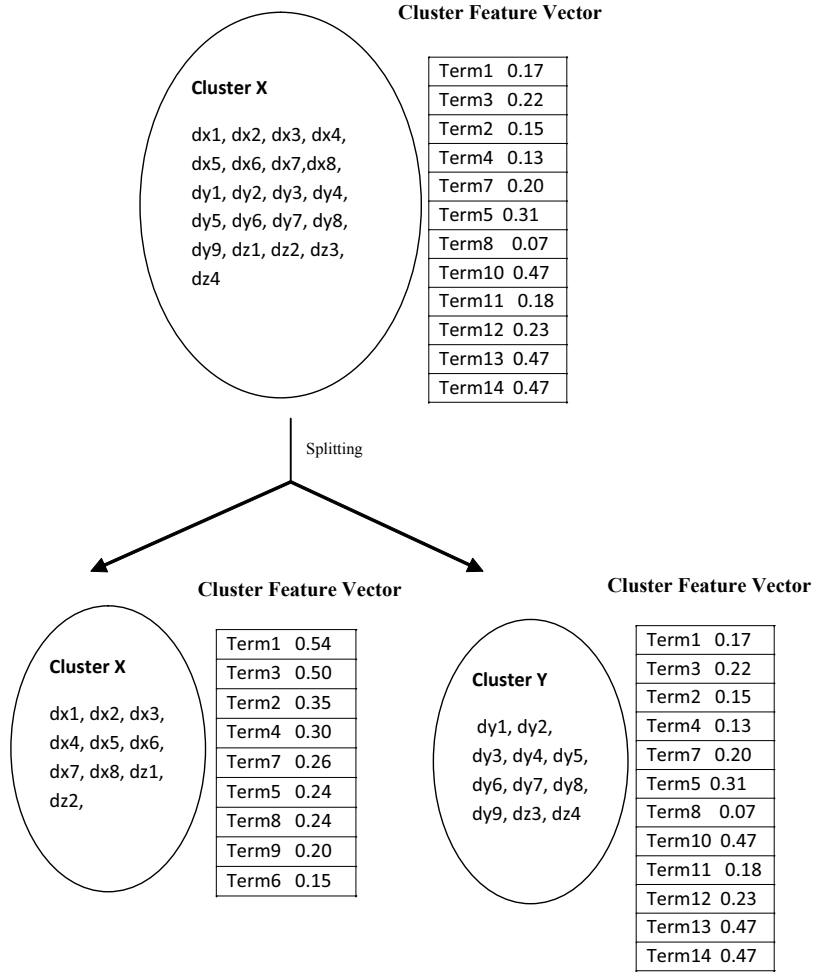 Cluster Feature Vector
Cluster X
dx1, dx2, dx3, dx4,
dx5, dx6, dx7,dx8,
dy1, dy2, dy3, dy4,
dy5, dy6, dy7, dy8,
dy9, dz1, dz2, dz3,
dz4
Term1 0.17
Term3 0.22
Term2 0.15
Term4 0.13
Term7 0.20
Term5 0.31
Term8 0.07
Term10 0.47
Term11 0.18
Term12 0.23
Term13 0.47
Term14 0.47
Splitting
Cluster Feature Vector
Cluster X
dx1, dx2, dx3,
dx4, dx5, dx6,
dx7, dx8, dz1,
dz2,
Term1 0.54
Term3 0.50
Term2 0.35
Term4 0.30
Term7 0.26
Term5 0.24
Term8 0.24
Term9 0.20
Term6 0.15
Cluster Feature Vector
Cluster Y
dy1, dy2,
dy3, dy4, dy5,
dy6, dy7, dy8,
dy9, dz3, dz4
Term1 0.17
Term3 0.22
Term2 0.15
Term4 0.13
Term7 0.20
Term5 0.31
Term8 0.07
Term10 0.47
Term11 0.18
Term12 0.23
Term13 0.47
Term14 0.47